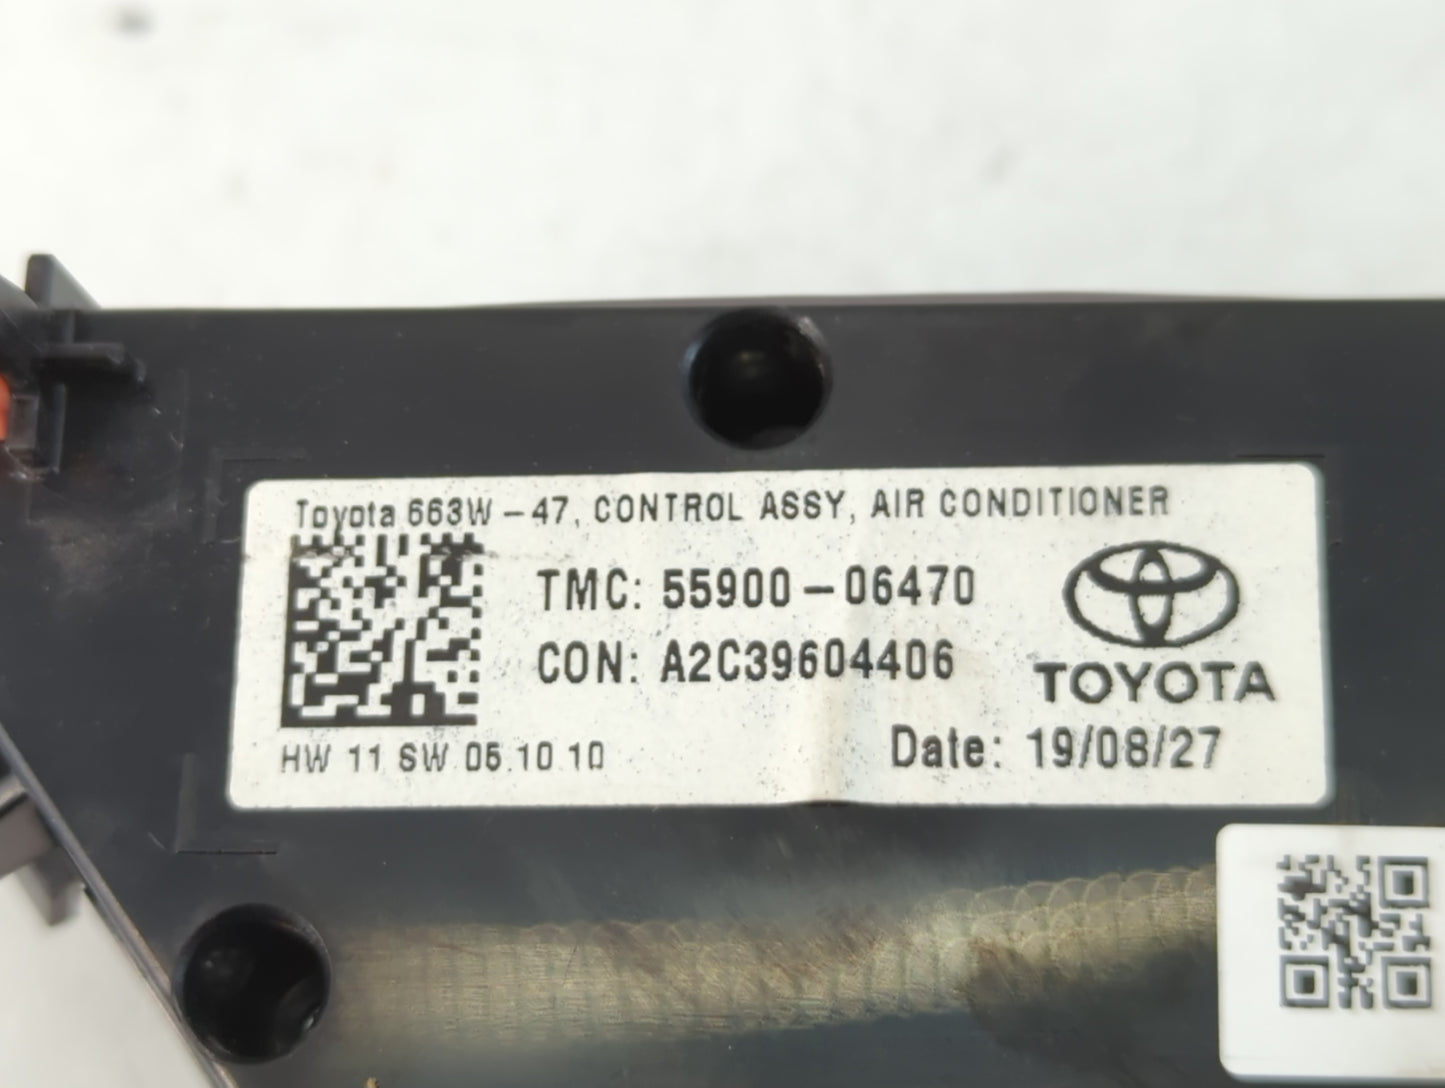 Toyota 663W-47, CONTROL ASSY, AIR CONDITIONER
TMC: 55900-06470
CON: A2C39604406
TOYOTA
HW 11 SW 05.10.10
Date: 19/08/27